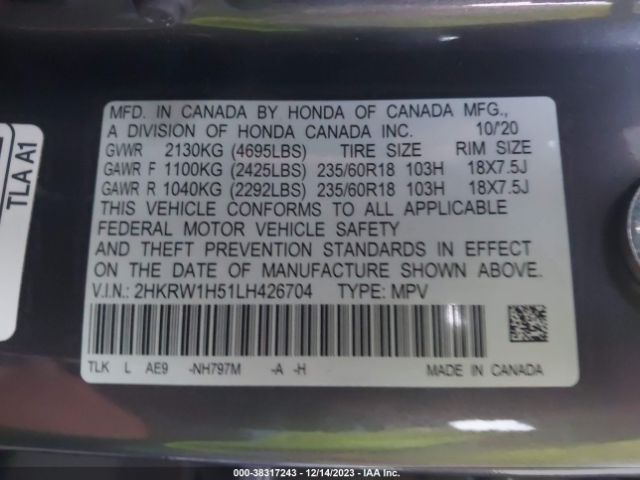 MFD. IN CANADA BY HONDA OF CANADA MFG.,
A DIVISION OF HONDA CANADA INC. 10/'20
GVWR 2130KG (4695LBS) TIRE SIZE RIM SIZE
GAWR F 1100KG (2425LBS) 235/60R18 103H 18X7.5J
GAWR R 1040KG (2292LBS) 235/60R18 103H 18X7.5J
THIS VEHICLE CONFORMS TO ALL APPLICABLE
FEDERAL MOTOR VEHICLE SAFETY
AND THEFT PREVENTION STANDARDS IN EFFECT
ON THE DATE OF MANUFACTURE SHOWN ABOVE.
V.I.N.: 2HKRW1H51LH426704 TYPE: MPV
TLK L AE9 -NH797M -A -H MADE IN CANADA
TLA A1
000-38317243 - 12/14/2023 - IAA Inc.